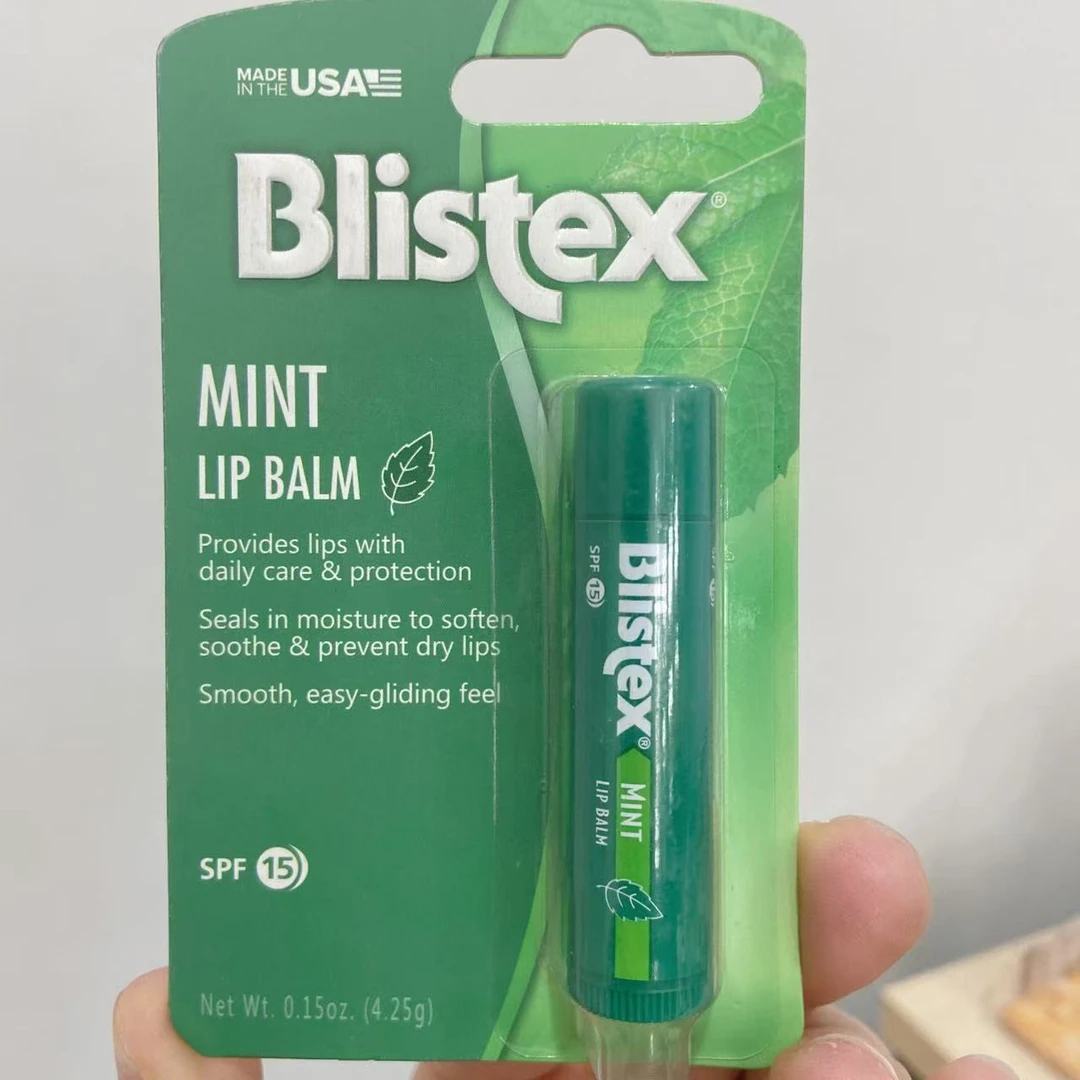 MADE
IN THE USA
Blistex®
MINT
LIP BALM
Provides lips with
daily care & protection
Seals in moisture to soften,
soothe & prevent dry lips
Smooth, easy-gliding feel
SPF 15
Net Wt. 0.15oz. (4.25g)
Blistex®
SPF 15
MINT
LIP BALM